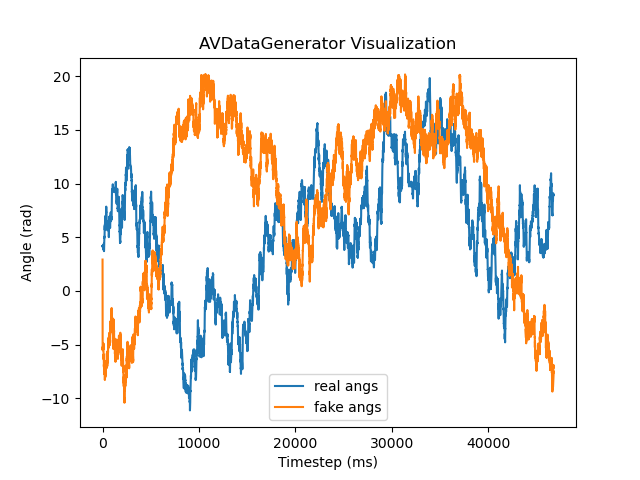 AVDataGenerator Visualization
Angle (rad)
20
15
10
5
0
−5
−10
real angs
fake angs
0 10000 20000 30000 40000
Timestep (ms)